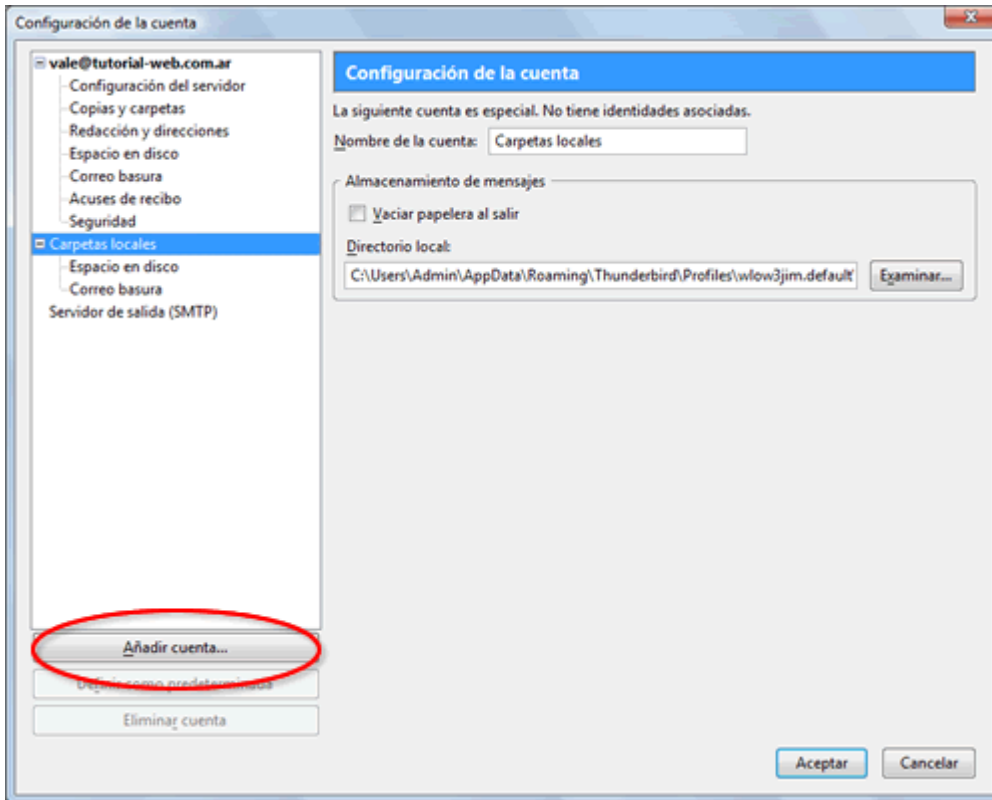 Configuración de la cuenta
vale@tutorial-web.com.ar
Configuración del servidor
Copias y carpetas
Redacción y direcciones
Espacio en disco
Correo basura
Acuses de recibo
Seguridad
Carpetas locales
Espacio en disco
Correo basura
Servidor de salida (SMTP)
Añadir cuenta...
Definir como predeterminada
Eliminar cuenta
Configuración de la cuenta
La siguiente cuenta es especial. No tiene identidades asociadas.
Nombre de la cuenta: Carpetas locales
Almacenamiento de mensajes
Vaciar papelera al salir
Directorio local:
C:\Users\Admin\AppData\Roaming\Thunderbird\Profiles\wlow3jim.default\ Examinar...
Aceptar Cancelar